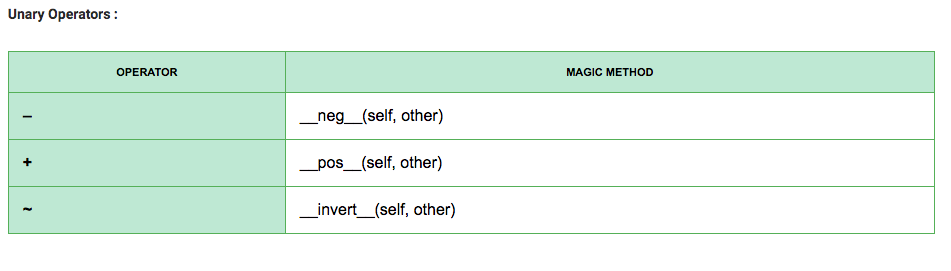 Unary Operators :
OPERATOR MAGIC METHOD
– __neg__(self, other)
+ __pos__(self, other)
~ __invert__(self, other)